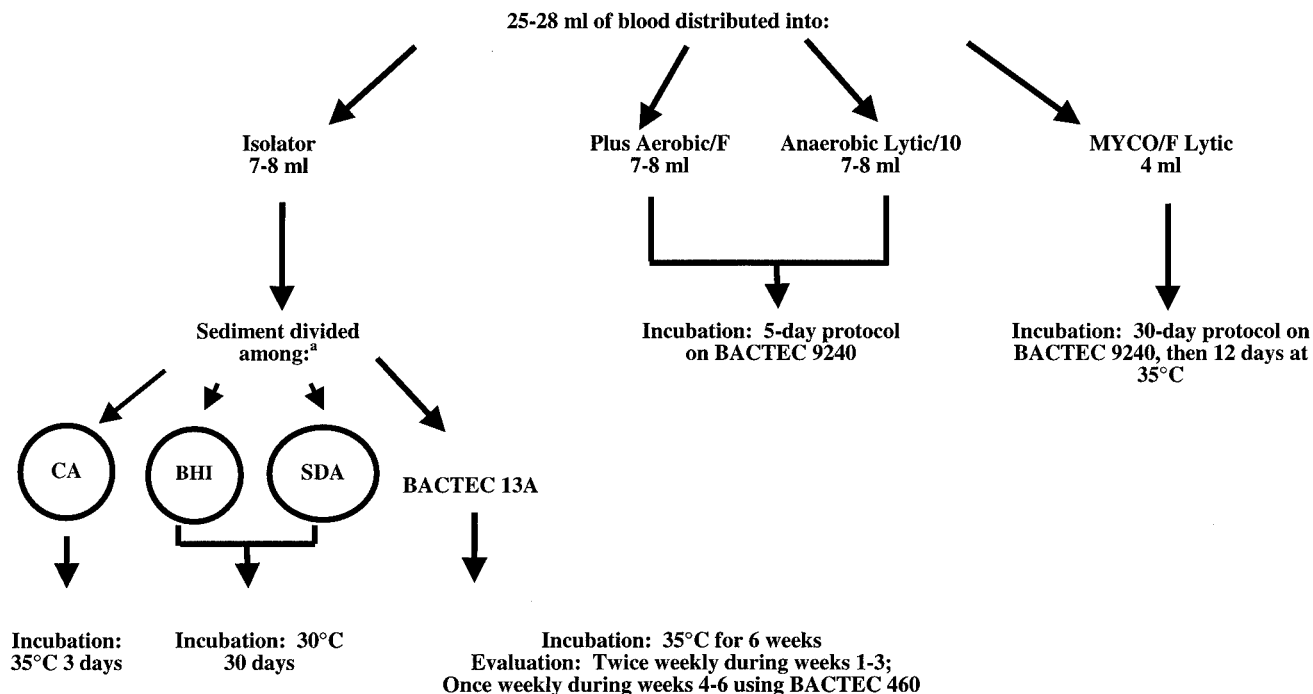 25-28 ml of blood distributed into:
Isolator
7-8 ml
Plus Aerobic/F
7-8 ml
Anaerobic Lytic/10
7-8 ml
MYCO/F Lytic
4 ml
Sediment divided
among:ᵃ
Incubation: 5-day protocol
on BACTEC 9240
Incubation: 30-day protocol on
BACTEC 9240, then 12 days at
35°C
CA
BHI
SDA
BACTEC 13A
Incubation:
35°C 3 days
Incubation: 30°C
30 days
Incubation: 35°C for 6 weeks
Evaluation: Twice weekly during weeks 1-3;
Once weekly during weeks 4-6 using BACTEC 460